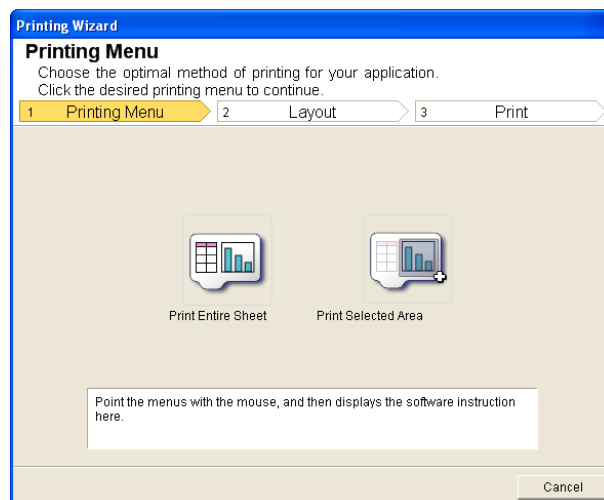 Printing Wizard
Printing Menu
Choose the optimal method of printing for your application.
Click the desired printing menu to continue.
1 Printing Menu 2 Layout 3 Print
Print Entire Sheet Print Selected Area
Point the menus with the mouse, and then displays the software instruction
here.
Cancel